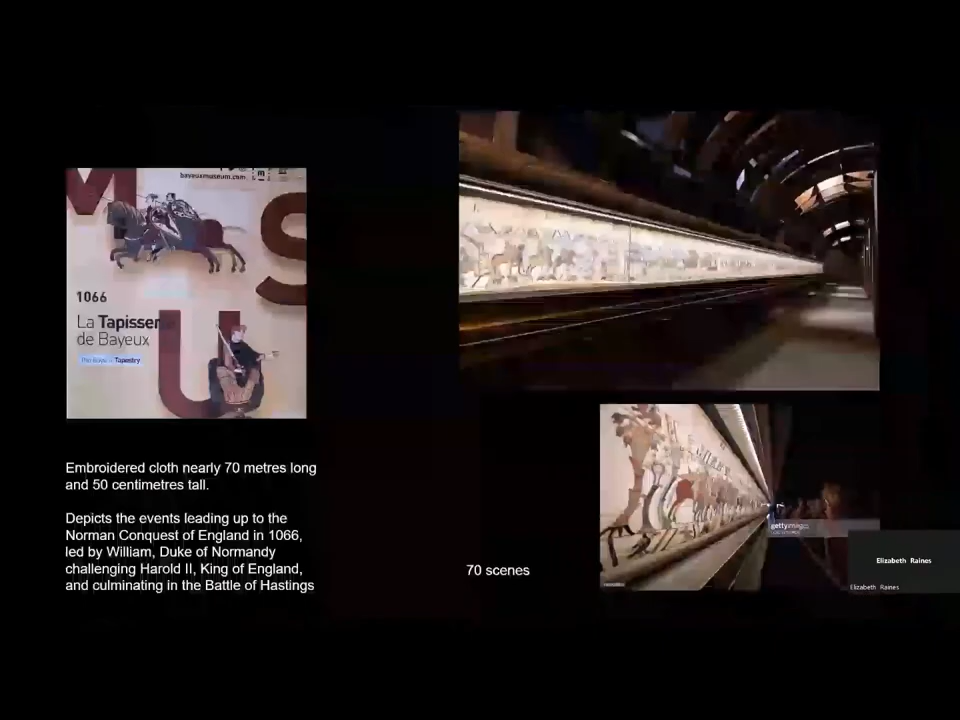 bayeuxmuseum.com
M
S
U
1066
La Tapisser
de Bayeux
Tapestry
Embroidered cloth nearly 70 metres long
and 50 centimetres tall.
Depicts the events leading up to the
Norman Conquest of England in 1066,
led by William, Duke of Normandy
challenging Harold II, King of England,
and culminating in the Battle of Hastings
70 scenes
gettyimages
Elizabeth Raines
Elizabeth Raines